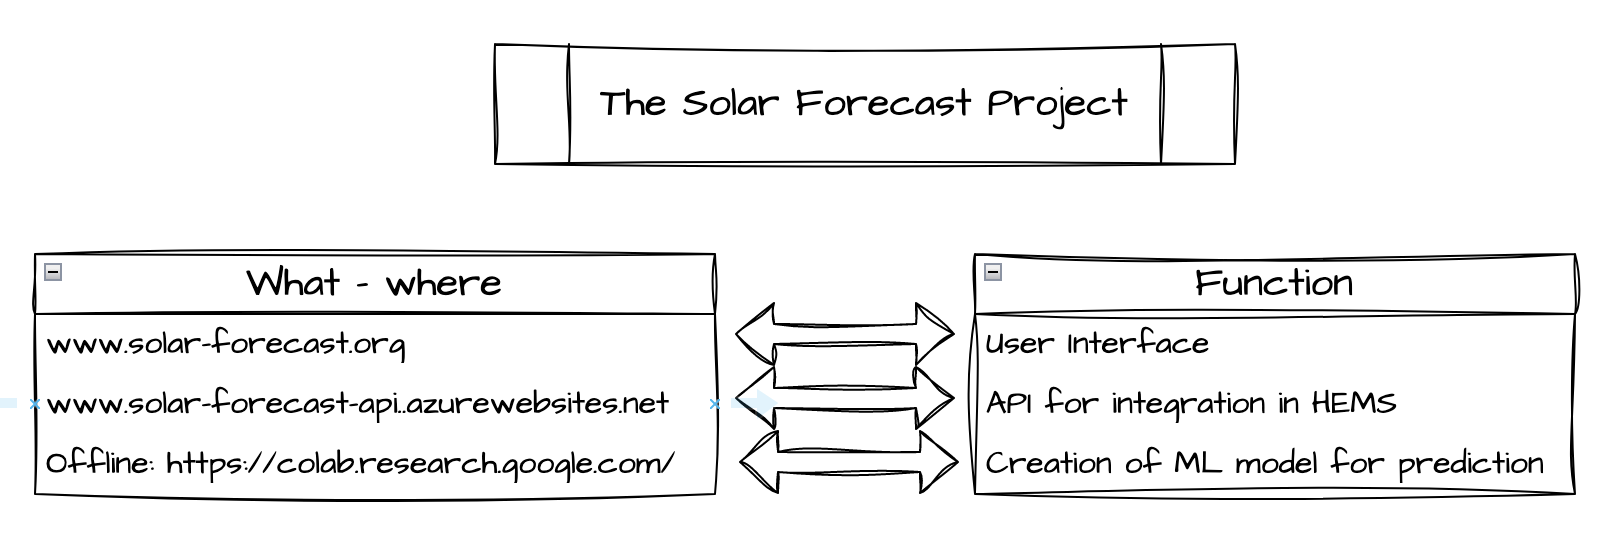 The Solar Forecast Project
What - where
www.solar-forecast.org
www.solar-forecast-api..azurewebsites.net
Offline: https://colab.research.google.com/
Function
User Interface
API for integration in HEMS
Creation of ML model for prediction